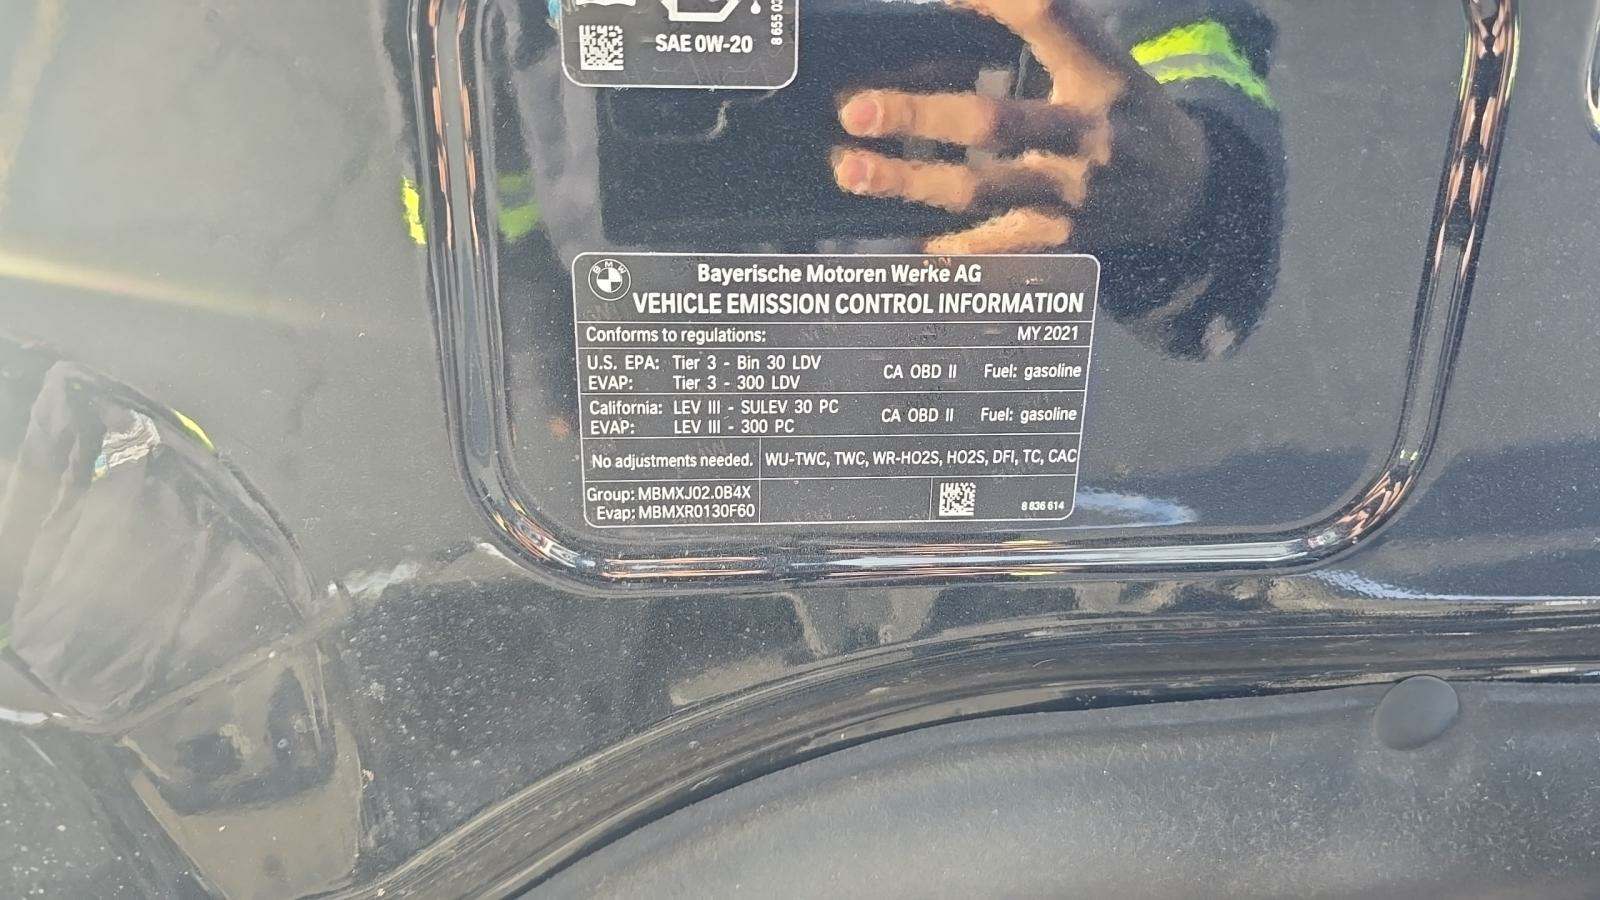 SAE 0W-20
8 655 02
BMW
Bayerische Motoren Werke AG
VEHICLE EMISSION CONTROL INFORMATION
Conforms to regulations: MY 2021
U.S. EPA: Tier 3 - Bin 30 LDV
EVAP: Tier 3 - 300 LDV
CA OBD II Fuel: gasoline
California: LEV III - SULEV 30 PC
EVAP: LEV III - 300 PC
CA OBD II Fuel: gasoline
No adjustments needed. WU-TWC, TWC, WR-HO2S, HO2S, DFI, TC, CAC
Group: MBMXJ02.0B4X
Evap: MBMXR0130F60
8 836 614